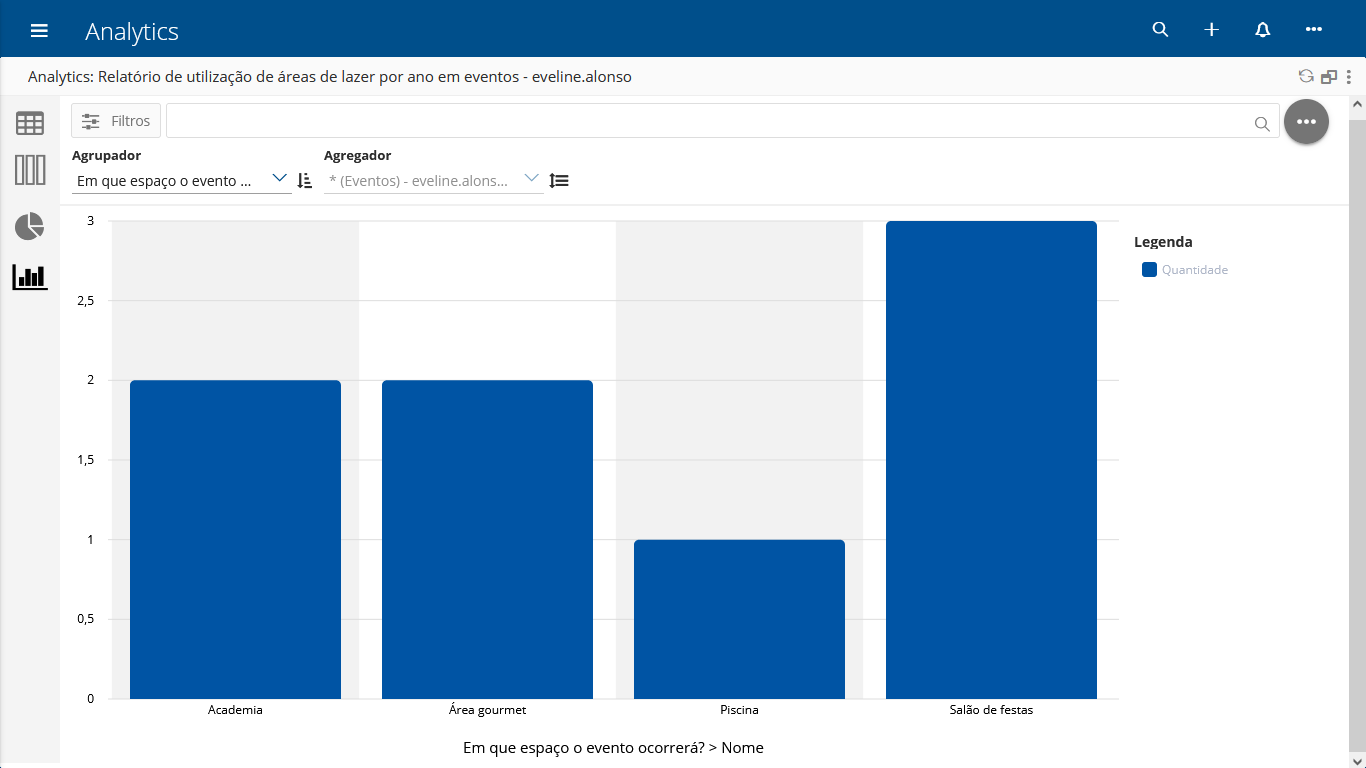 Analytics
Analytics: Relatório de utilização de áreas de lazer por ano em eventos - eveline.alonso
Filtros
Agrupador
Agregador
Em que espaço o evento ...
* (Eventos) - eveline.alons...
3
2,5
2
1,5
1
0,5
0
Academia
Área gourmet
Piscina
Salão de festas
Em que espaço o evento ocorrerá? > Nome
Legenda
Quantidade